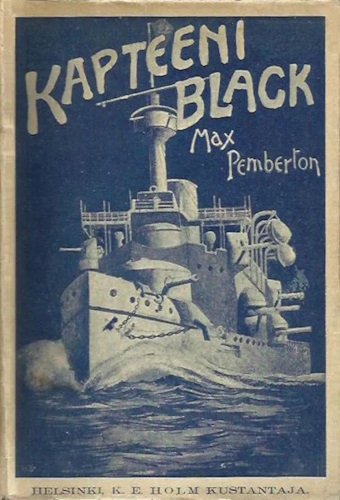 KAPTEENI
BLACK
Max
Pemberton
HELSINKI, K. E. HOLM KUSTANTAJA.